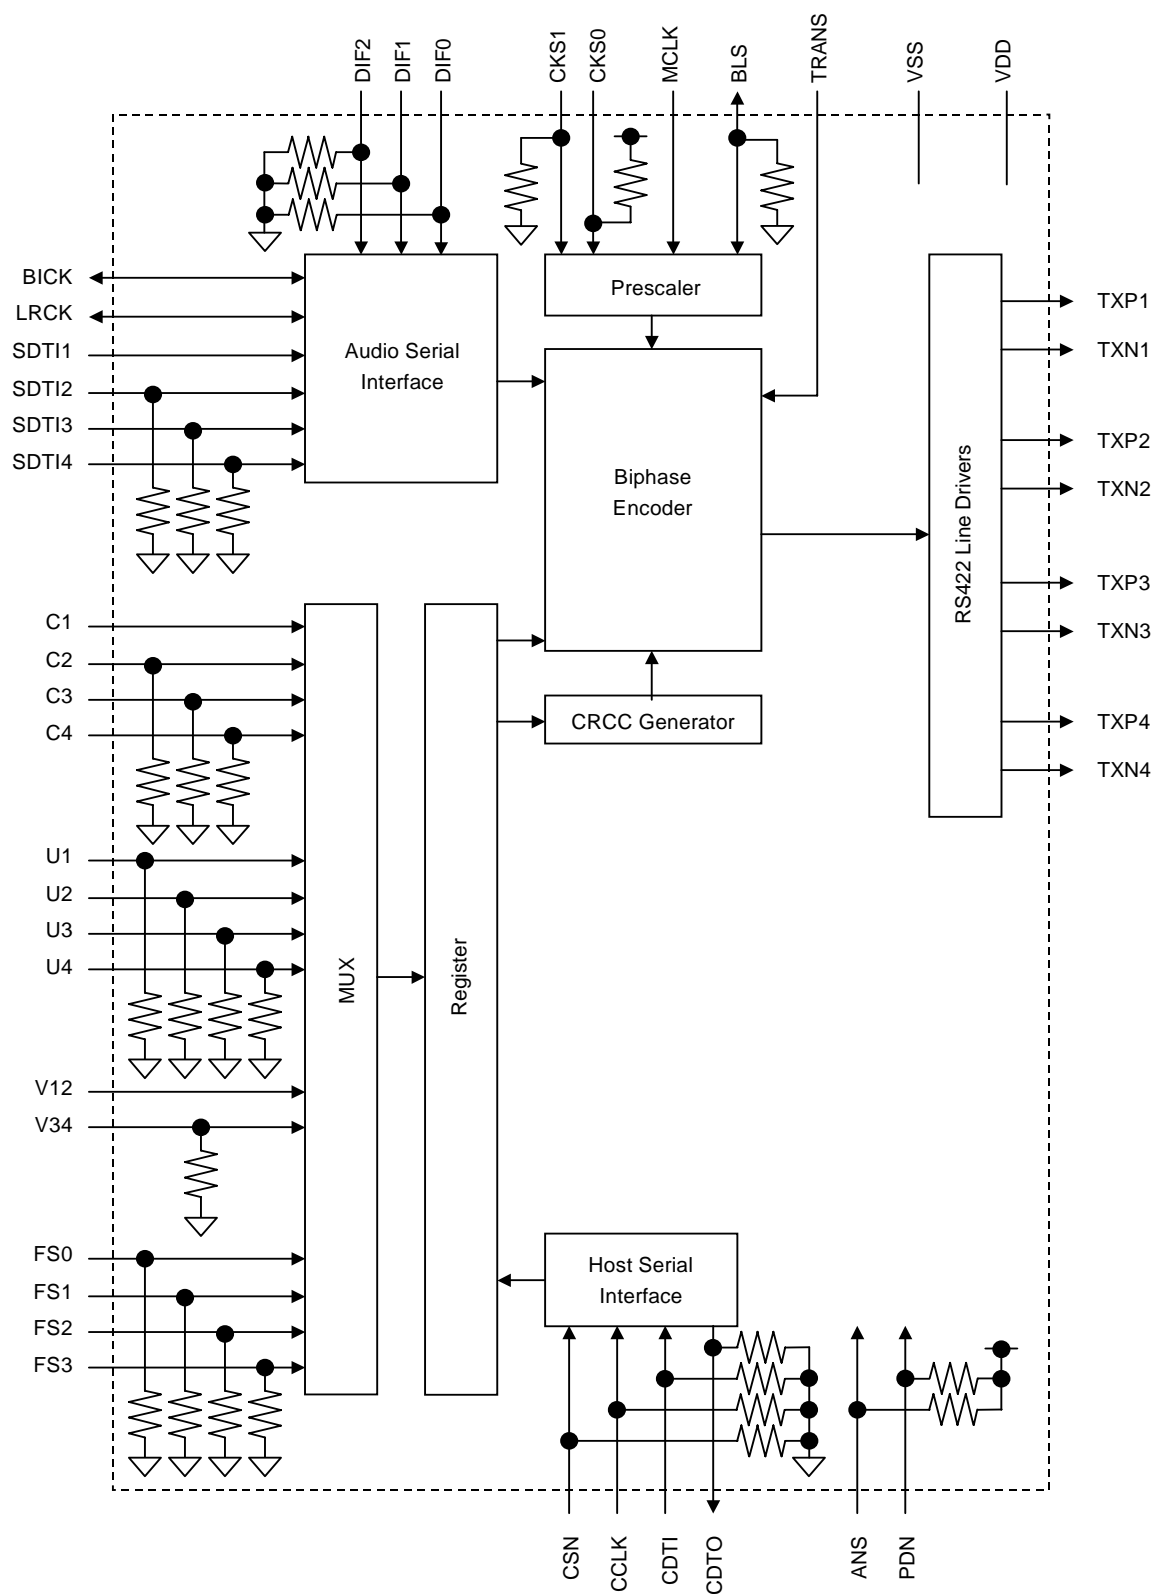 DIF2
DIF1
DIF0
CKS1
CKS0
MCLK
BLS
TRANS
VSS
VDD
BICK
LRCK
SDTI1
SDTI2
SDTI3
SDTI4
Audio Serial
Interface
Prescaler
Biphase
Encoder
RS422 Line Drivers
TXP1
TXN1
TXP2
TXN2
TXP3
TXN3
TXP4
TXN4
C1
C2
C3
C4
CRCC Generator
U1
U2
U3
U4
MUX
Register
V12
V34
FS0
FS1
FS2
FS3
Host Serial
Interface
CSN
CCLK
CDTI
CDTO
ANS
PDN